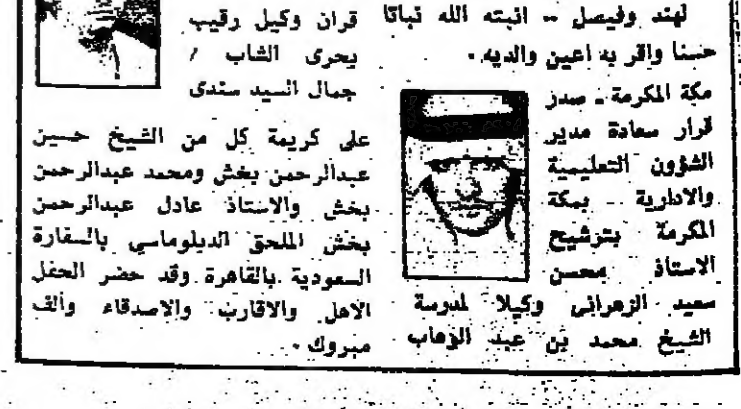 لهند وفيصل - انبته الله نباتا
حسنا واقر به اعين والديه .
مكة المكرمة - صدر
قرار سعادة مدير
الشؤون التعليمية
والادارية بمكة
المكرمة بترشيح
الاستاذ محسن
سعيد الزهرانى وكيلا لمدرسة
الشيخ محمد بن عبد الوهاب
قران وكيل رقيب
بحرى الشاب /
جمال السيد سندى
على كريمة كل من الشيخ حسين
عبدالرحمن بخش ومحمد عبدالرحمن
بخش والاستاذ عادل عبدالرحمن
بخش الملحق الدبلوماسي بالسفارة
السعودية بالقاهرة وقد حضر الحفل
الاهل والاقارب والاصدقاء وألف
مبروك .